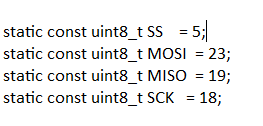 static const uint8_t SS = 5;
static const uint8_t MOSI = 23;
static const uint8_t MISO = 19;
static const uint8_t SCK = 18;